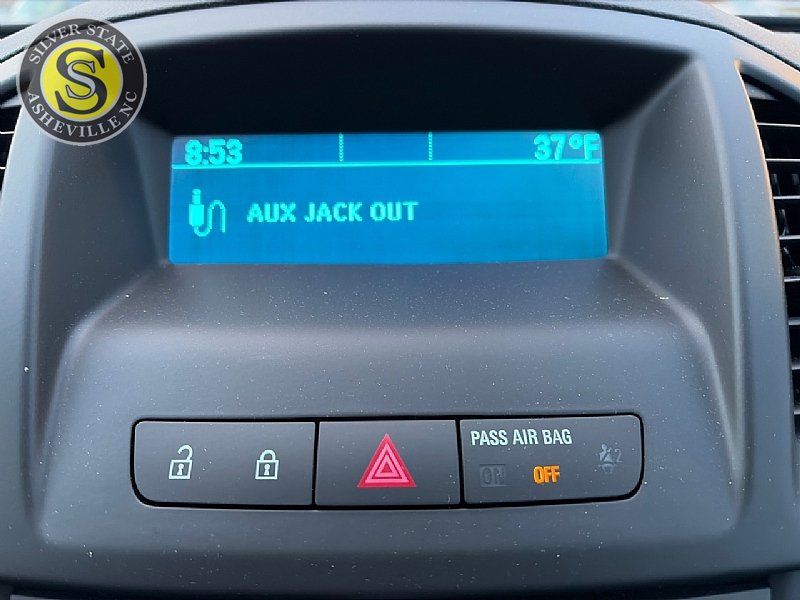 SILVER STATE
S
ASHEVILLE NC
8:53 37°F
AUX JACK OUT
PASS AIR BAG
ON OFF 2